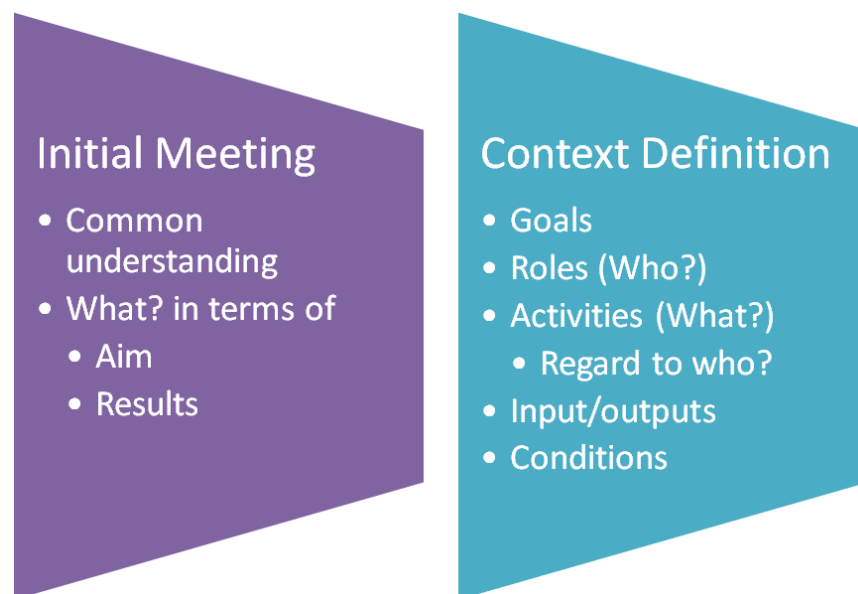 Initial Meeting
• Common
understanding
• What? in terms of
• Aim
• Results
Context Definition
• Goals
• Roles (Who?)
• Activities (What?)
• Regard to who?
• Input/outputs
• Conditions